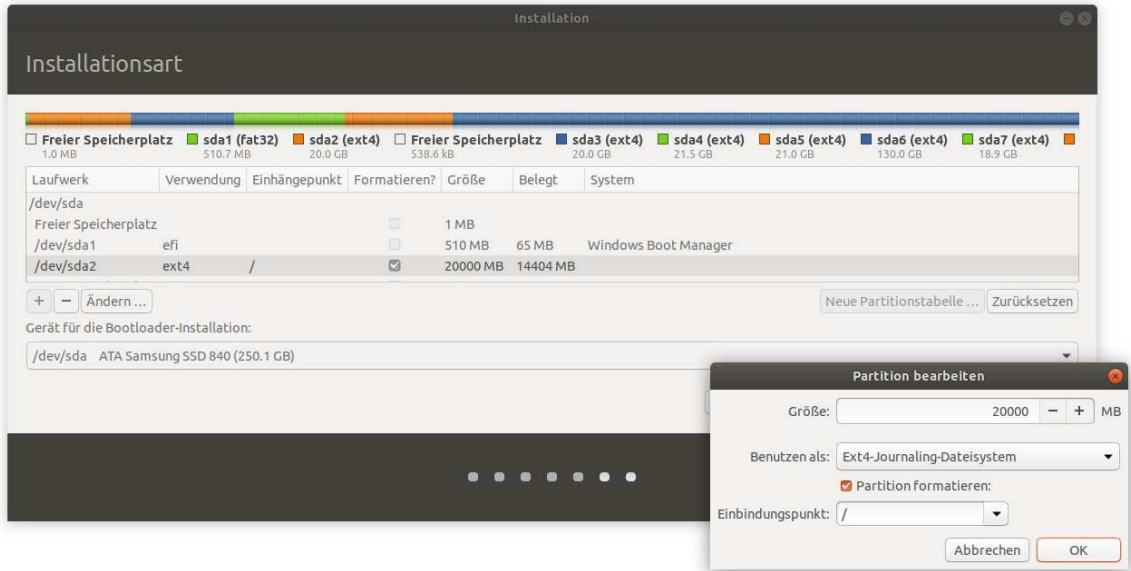 Installation
Installationsart
Freier Speicherplatz sda1 (fat32) sda2 (ext4) Freier Speicherplatz sda3 (ext4) sda4 (ext4) sda5 (ext4) sda6 (ext4) sda7 (ext4)
1.0 MB 510.7 MB 20.0 GB 538.6 kB 20.0 GB 21.5 GB 21.0 GB 130.0 GB 18.9 GB
Laufwerk Verwendung Einhängepunkt Formatieren? Größe Belegt System
/dev/sda
Freier Speicherplatz 1 MB
/dev/sda1 efi 510 MB 65 MB Windows Boot Manager
/dev/sda2 ext4 / 20000 MB 14404 MB
+ − Ändern ... Neue Partitionstabelle ... Zurücksetzen
Gerät für die Bootloader-Installation:
/dev/sda ATA Samsung SSD 840 (250.1 GB)
Partition bearbeiten
Größe: 20000 − + MB
Benutzen als: Ext4-Journaling-Dateisystem
Partition formatieren:
Einbindungspunkt: /
Abbrechen OK